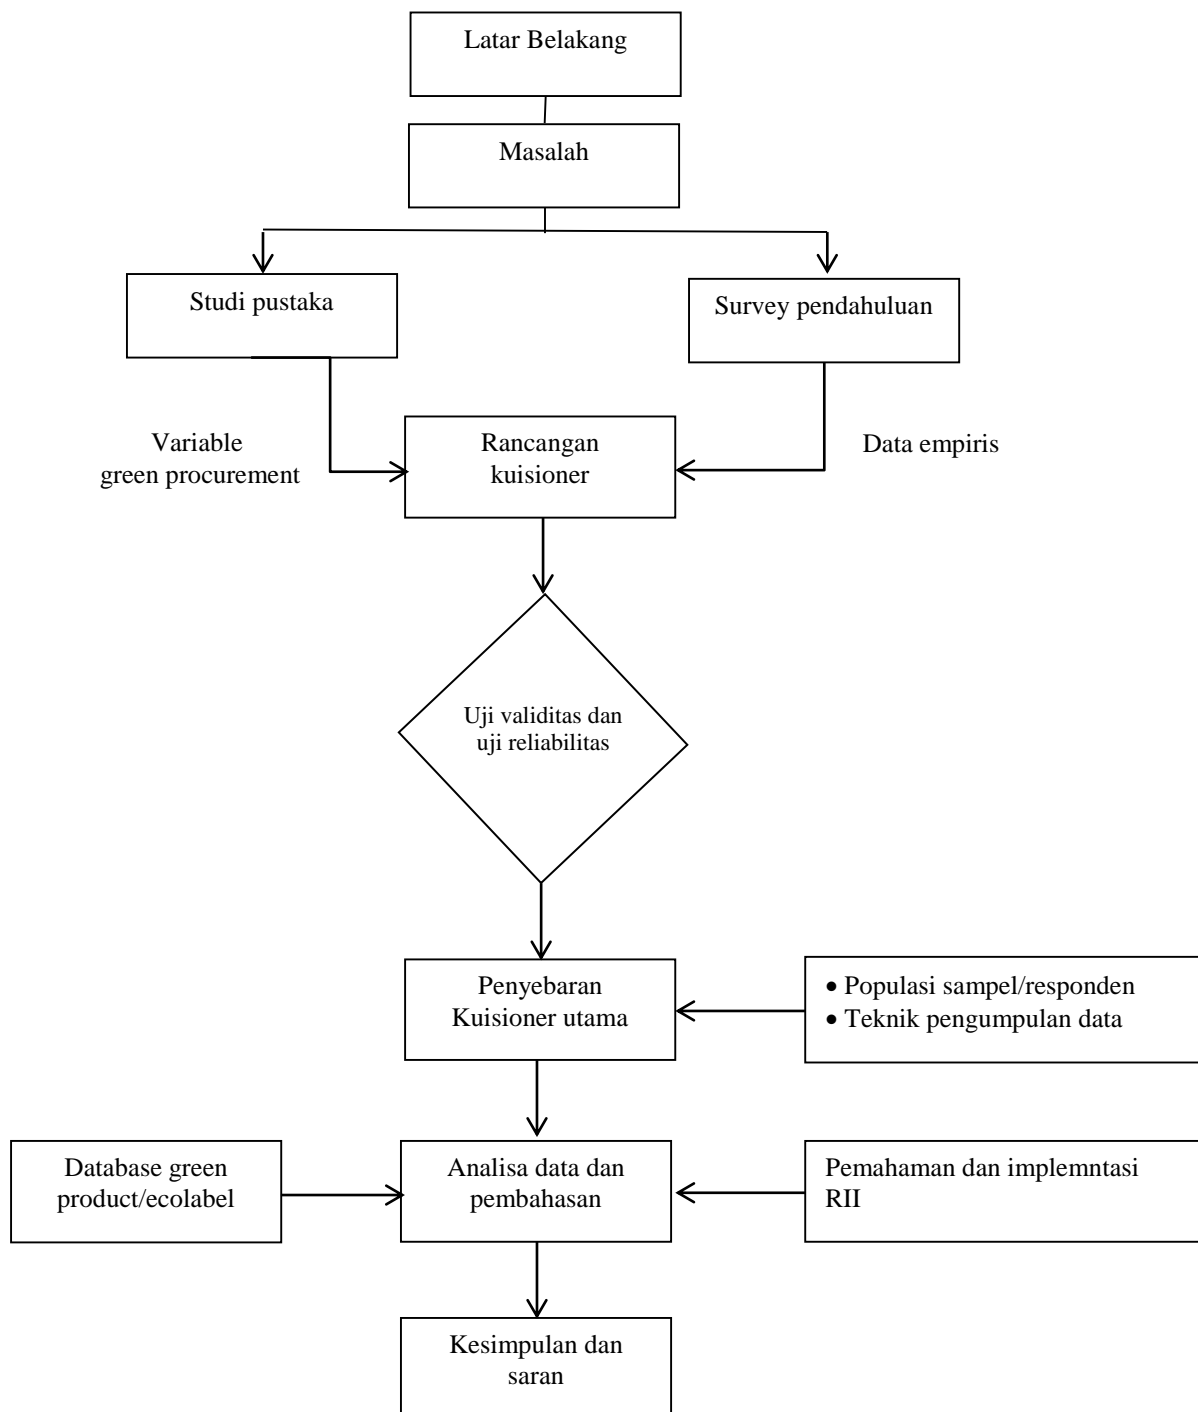 Latar Belakang
Masalah
Studi pustaka
Survey pendahuluan
Variable
green procurement
Rancangan
kuisioner
Data empiris
Uji validitas dan
uji reliabilitas
Penyebaran
Kuisioner utama
• Populasi sampel/responden
• Teknik pengumpulan data
Database green
product/ecolabel
Analisa data dan
pembahasan
Pemahaman dan implemntasi
RII
Kesimpulan dan
saran